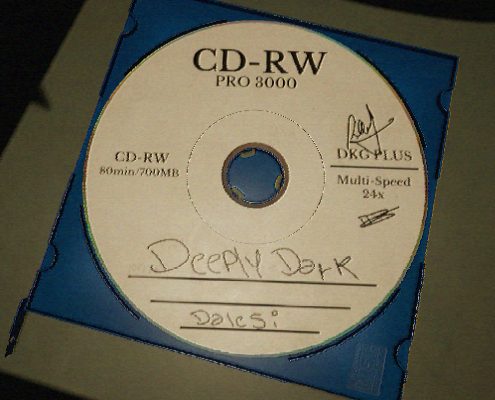 CD-RW
PRO 3000
CD-RW
80min/700MB
DKG PLUS
Multi-Speed
24x
Deeply Dark
Dalesi